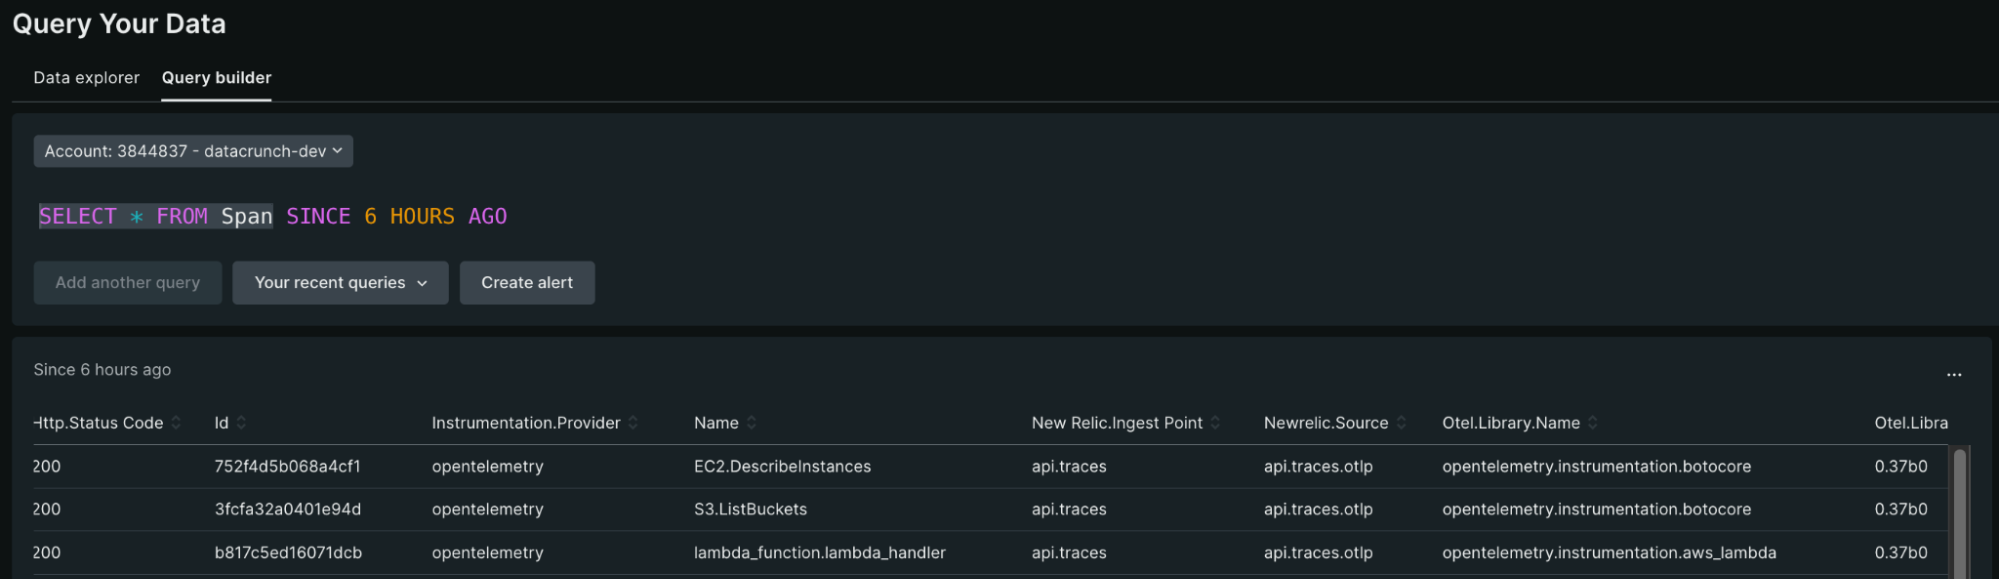 Query Your Data
Data explorer Query builder
Account: 3844837 - datacrunch-dev
SELECT * FROM Span SINCE 6 HOURS AGO
Add another query Your recent queries Create alert
Since 6 hours ago ...
Http.Status Code Id Instrumentation.Provider Name New Relic.Ingest Point Newrelic.Source Otel.Library.Name Otel.Libra
200 752f4d5b068a4cf1 opentelemetry EC2.DescribeInstances api.traces api.traces.otlp opentelemetry.instrumentation.botocore 0.37b0
200 3fcfa32a0401e94d opentelemetry S3.ListBuckets api.traces api.traces.otlp opentelemetry.instrumentation.botocore 0.37b0
200 b817c5ed16071dcb opentelemetry lambda_function.lambda_handler api.traces api.traces.otlp opentelemetry.instrumentation.aws_lambda 0.37b0